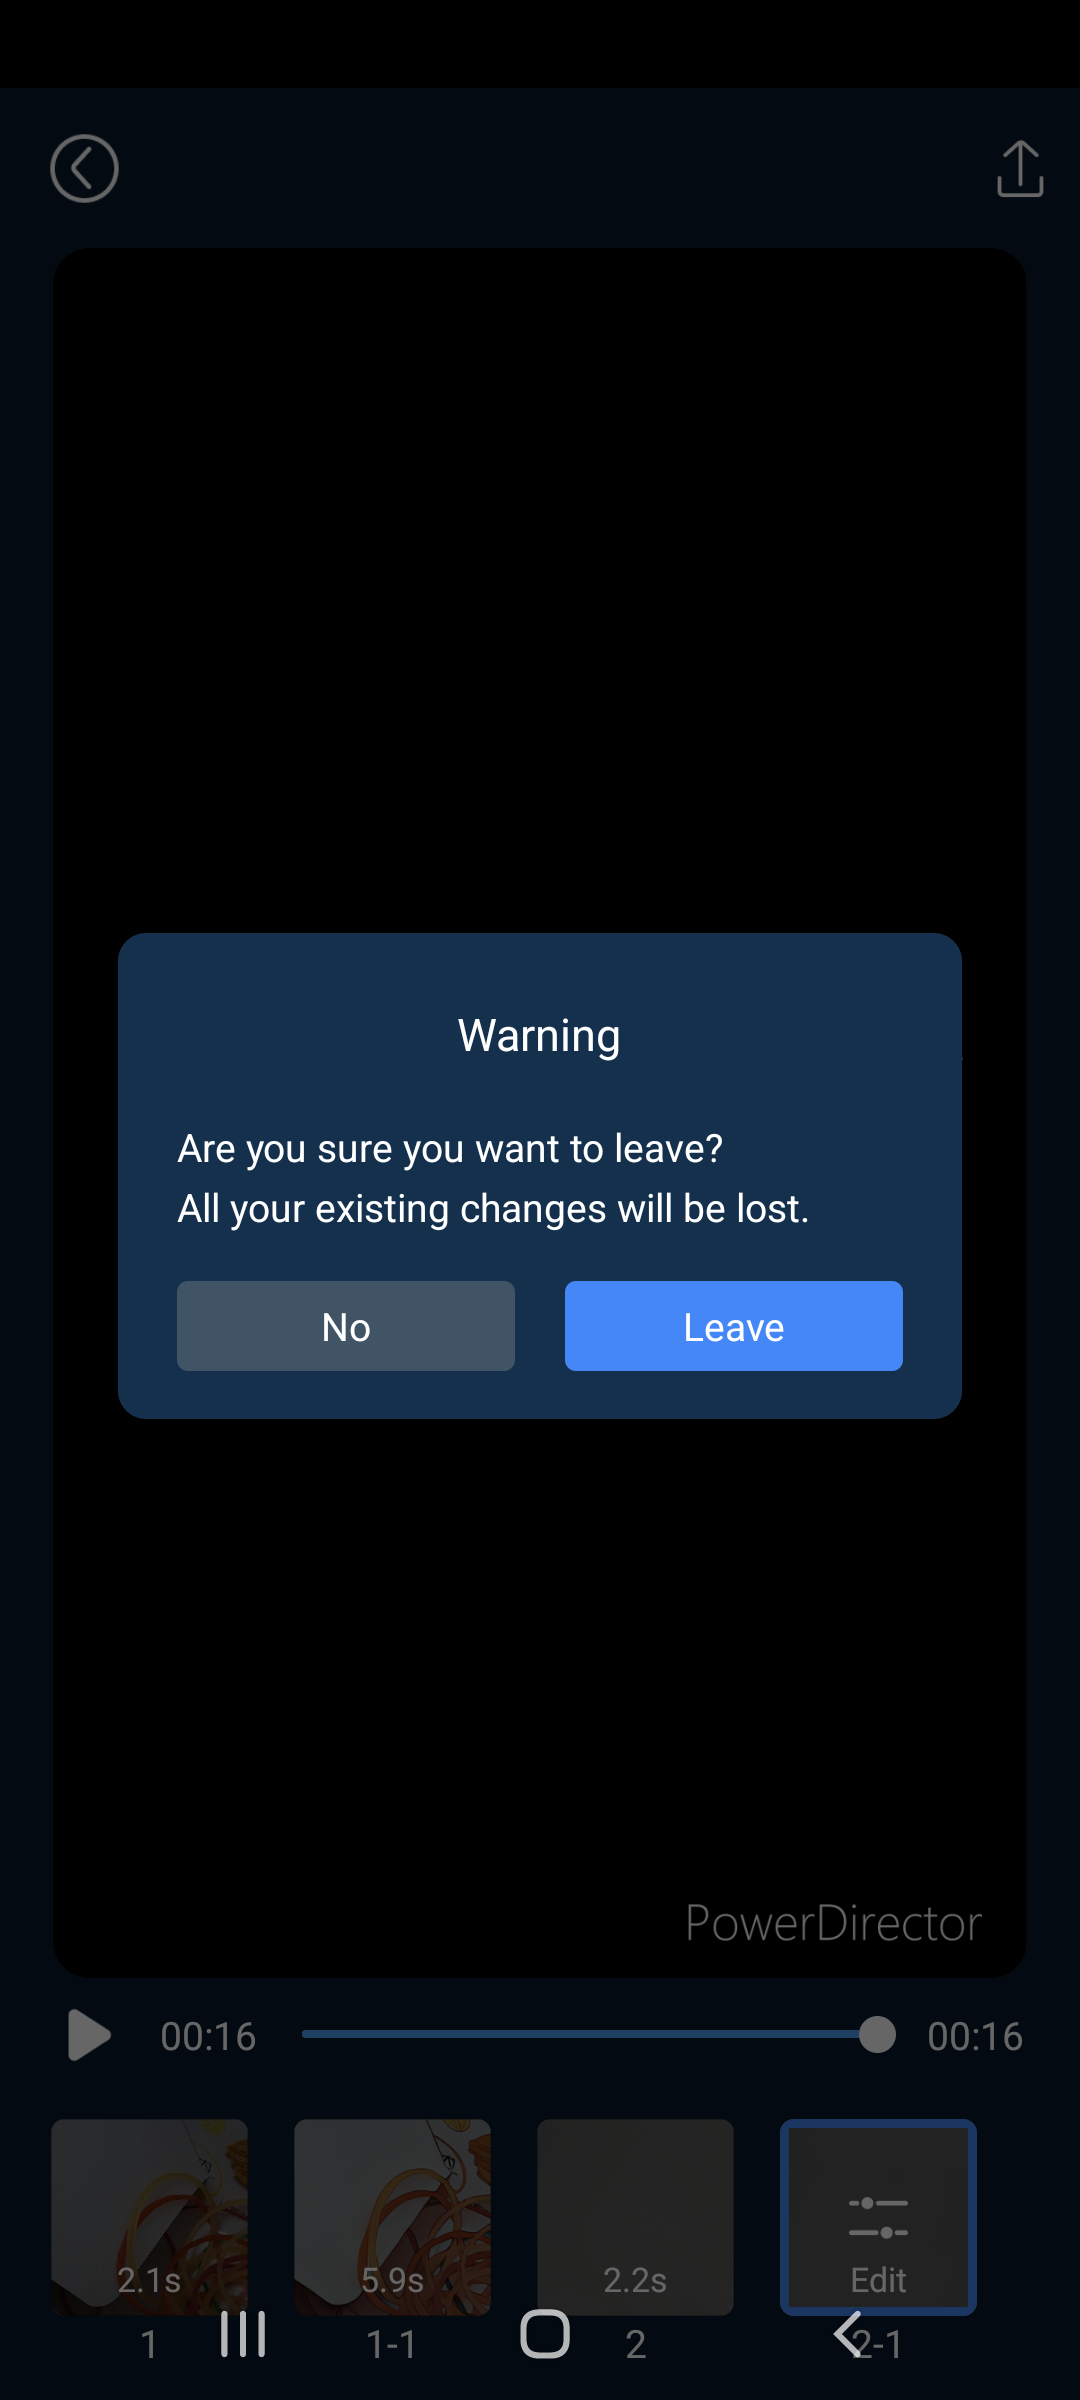 Warning
Are you sure you want to leave?
All your existing changes will be lost.
No
Leave
PowerDirector
00:16
00:16
2.1s
5.9s
2.2s
Edit
1
1-1
2
2-1